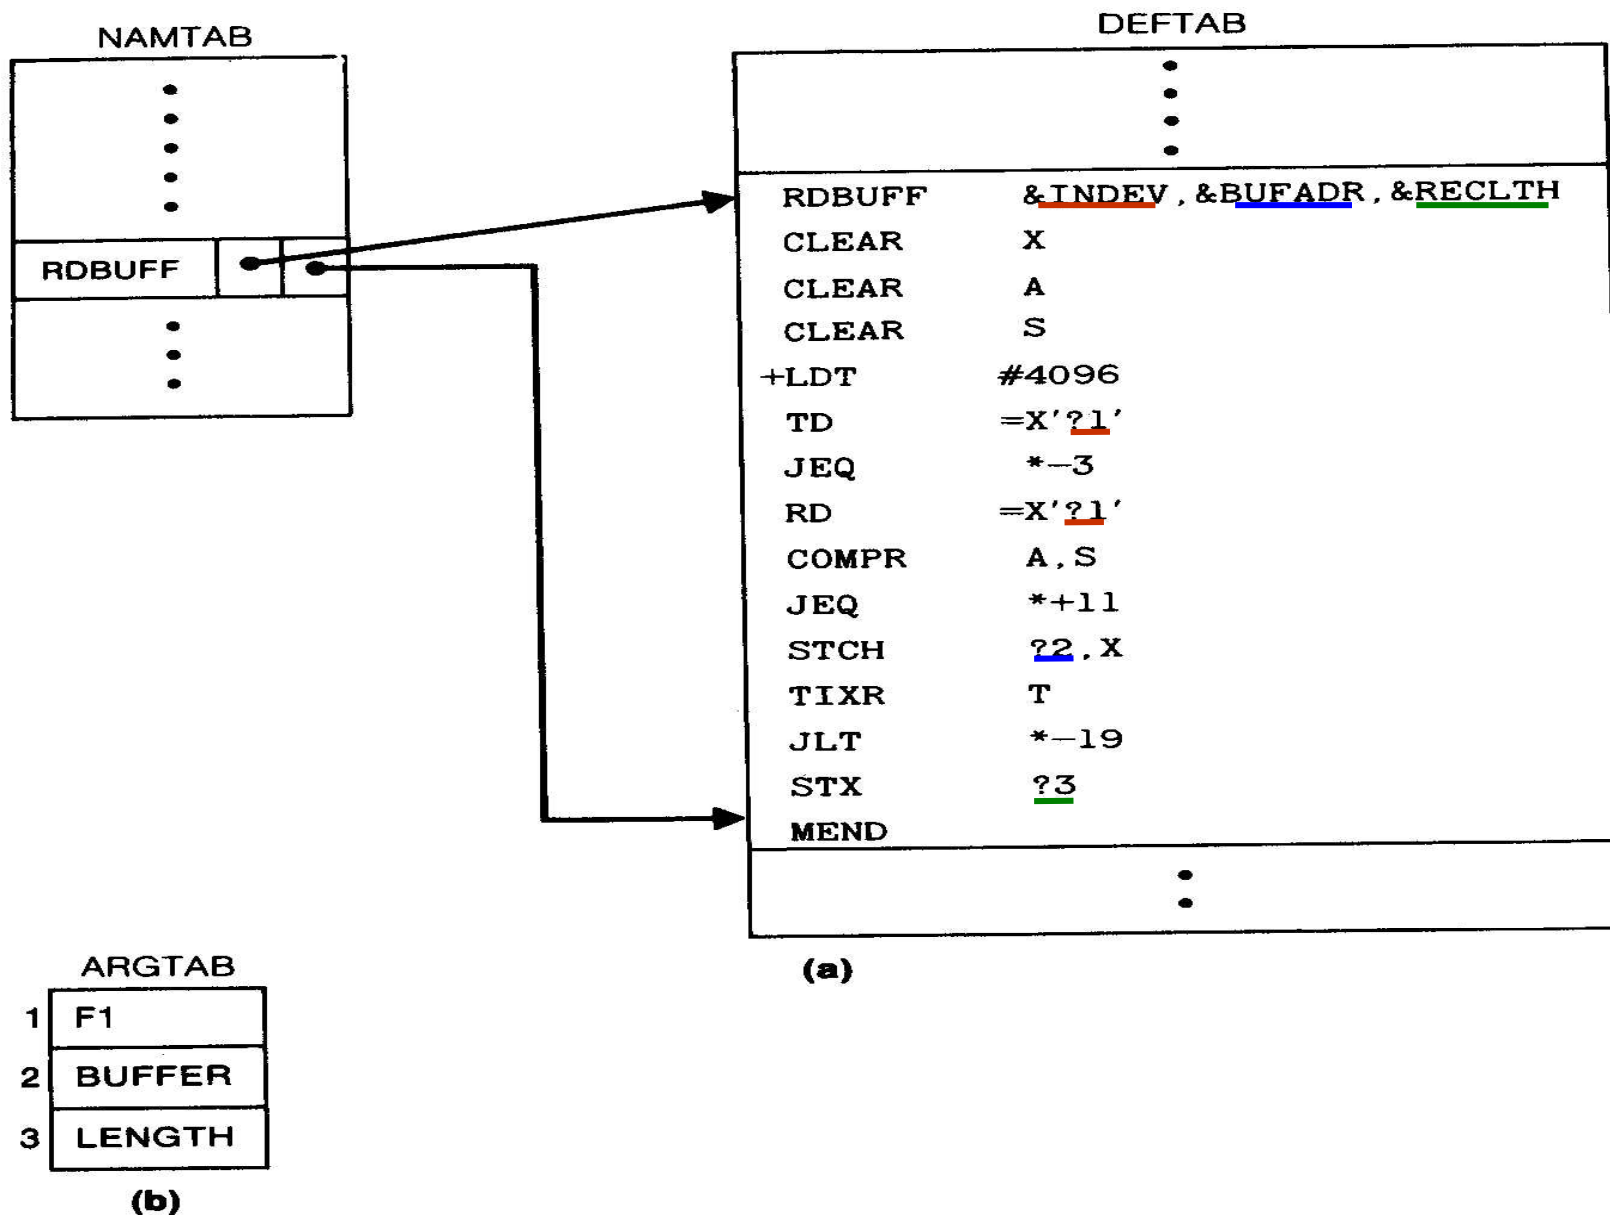 NAMTAB
RDBUFF
DEFTAB
RDBUFF &INDEV,&BUFADR,&RECLTH
CLEAR X
CLEAR A
CLEAR S
+LDT #4096
TD =X'?1'
JEQ *-3
RD =X'?1'
COMPR A,S
JEQ *+11
STCH ?2,X
TIXR T
JLT *-19
STX ?3
MEND
(a)
ARGTAB
1 F1
2 BUFFER
3 LENGTH
(b)